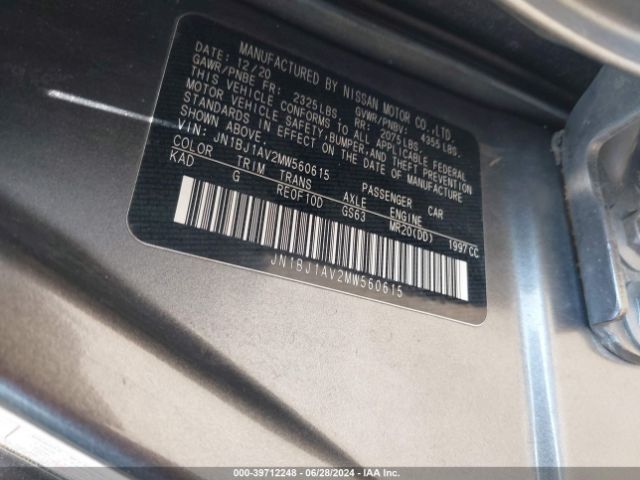 MANUFACTURED BY NISSAN MOTOR CO.,LTD.
DATE: 12/20 GVWR/PNBV: 4355 LBS.
GAWR/PNBE FR: 2325LBS. RR: 2075 LBS.
THIS VEHICLE CONFORMS TO ALL APPLICABLE FEDERAL
MOTOR VEHICLE SAFETY, BUMPER, AND THEFT PREVENTION
STANDARDS IN EFFECT ON THE DATE OF MANUFACTURE
SHOWN ABOVE.
VIN: JN1BJ1AV2MW560615 PASSENGER CAR
COLOR TRIM TRANS AXLE ENGINE
KAD G RE0F10D GS63 MR20(DD) 1997CC
JN1BJ1AV2MW560615
000-39712248 - 06/28/2024 - IAA Inc.